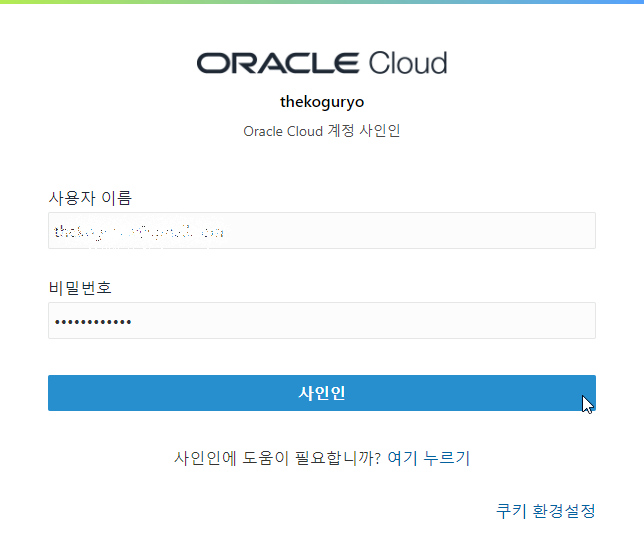 ORACLE Cloud
thekoguryo
Oracle Cloud 계정 사인인
사용자 이름
비밀번호
••••••••••••
사인인
사인인에 도움이 필요합니까? 여기 누르기
쿠키 환경설정